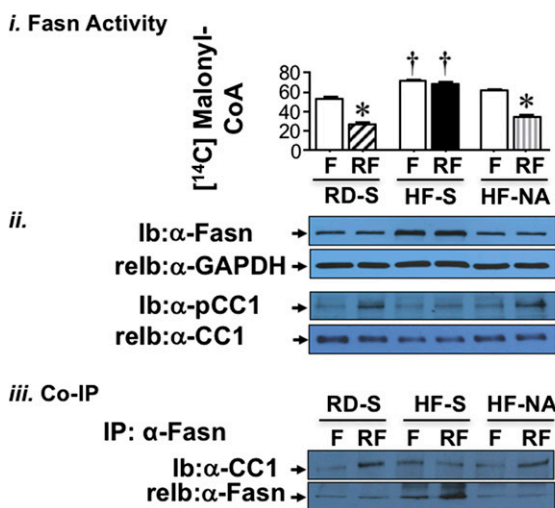 i. Fasn Activity
[¹⁴C] Malonyl-
CoA
80
60
40
20
0
* † † *
F RF F RF F RF
RD-S HF-S HF-NA
ii.
Ib:α-Fasn
reIb:α-GAPDH
Ib:α-pCC1
reIb:α-CC1
iii. Co-IP
RD-S HF-S HF-NA
IP: α-Fasn
F RF F RF F RF
Ib:α-CC1
reIb:α-Fasn